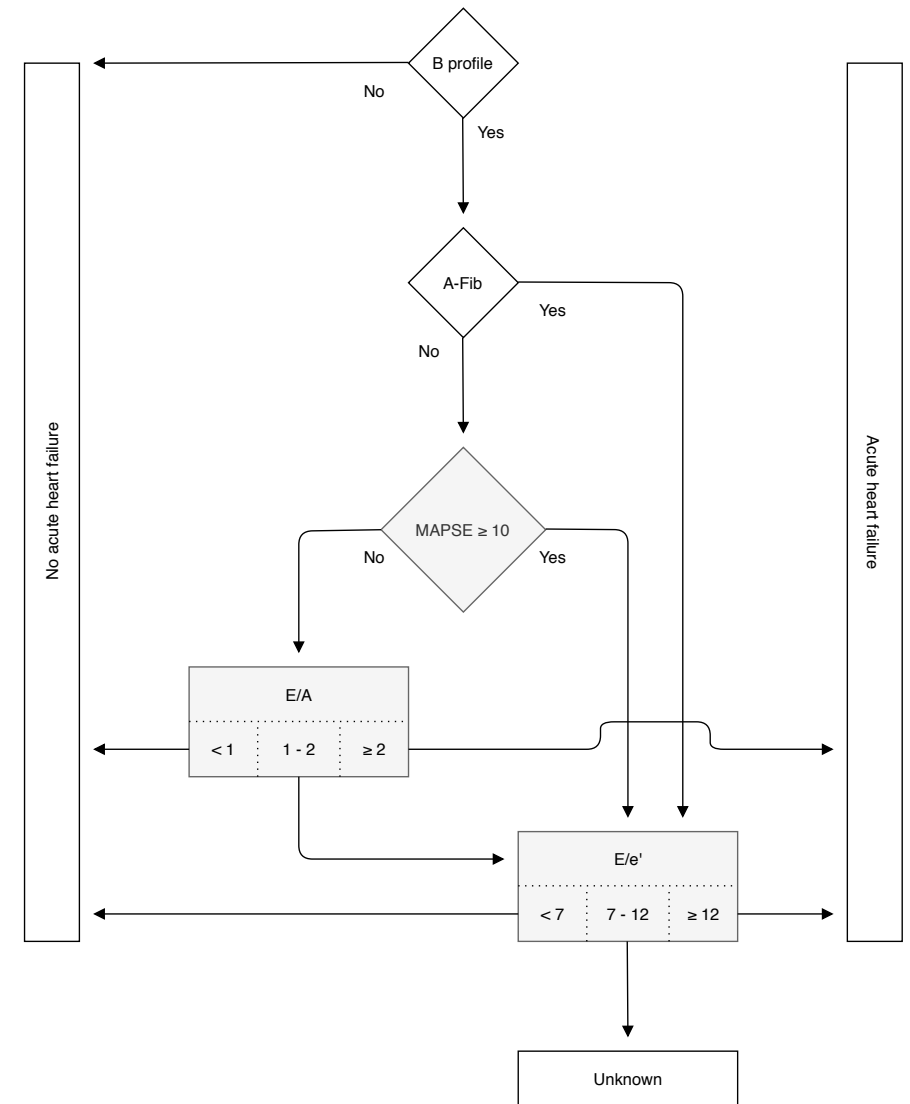 B profile
No
Yes
A-Fib
Yes
No
No acute heart failure
Acute heart failure
MAPSE ≥ 10
No
Yes
E/A
< 1
1 - 2
≥ 2
E/e'
< 7
7 - 12
≥ 12
Unknown